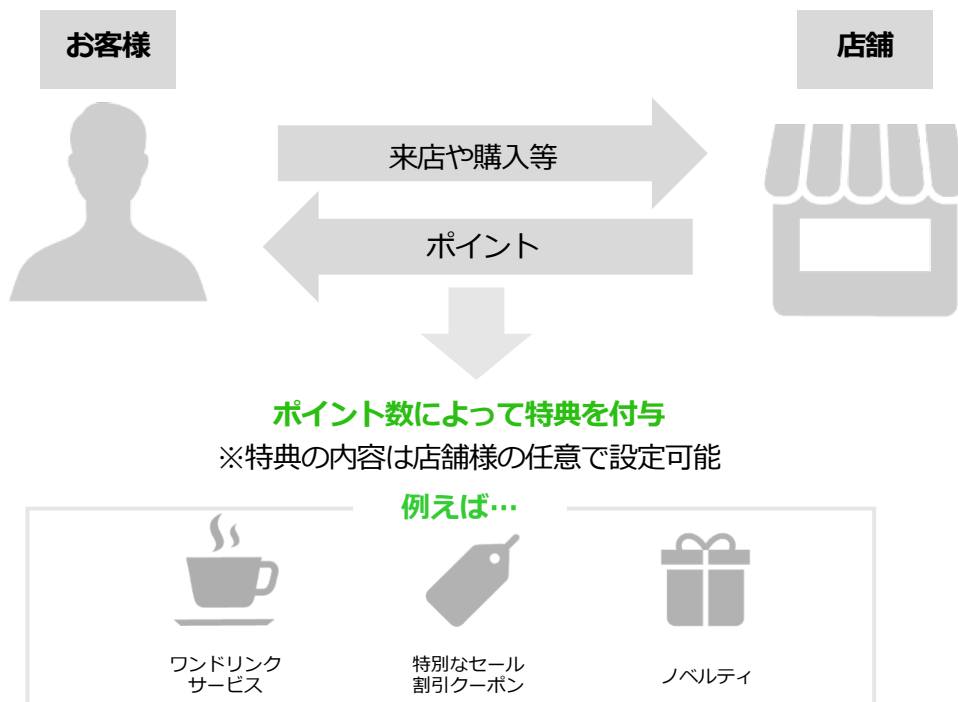 お客様
店舗
来店や購入等
ポイント
ポイント数によって特典を付与
※特典の内容は店舗様の任意で設定可能
例えば…
ワンドリンク
サービス
特別なセール
割引クーポン
ノベルティ